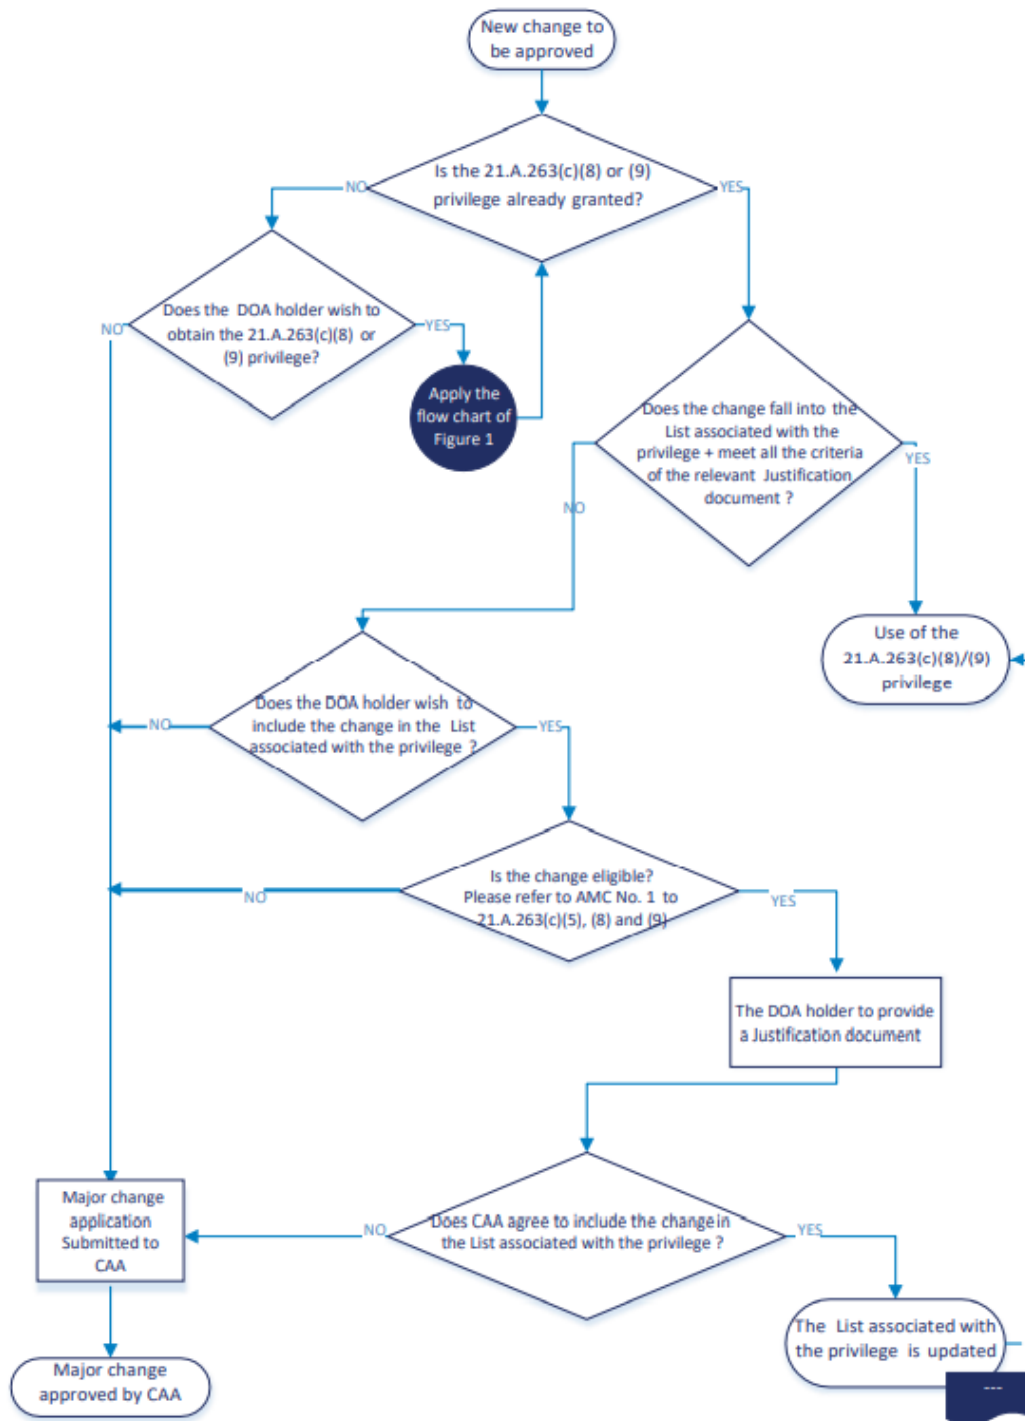 New change to
be approved
Is the 21.A.263(c)(8) or (9)
privilege already granted?
NO
YES
Does the DOA holder wish to
obtain the 21.A.263(c)(8) or
(9) privilege?
NO
YES
Apply the
flow chart of
Figure 1
Does the change fall into the
List associated with the
privilege + meet all the criteria
of the relevant Justification
document ?
YES
NO
Use of the
21.A.263(c)(8)/(9)
privilege
Does the DOA holder wish to
include the change in the List
associated with the privilege ?
NO
YES
Is the change eligible?
Please refer to AMC No. 1 to
21.A.263(c)(5), (8) and (9)
NO
YES
The DOA holder to provide
a Justification document
Does CAA agree to include the change in
the List associated with the privilege ?
NO
YES
Major change
application
Submitted to
CAA
The List associated with
the privilege is updated
Major change
approved by CAA
---